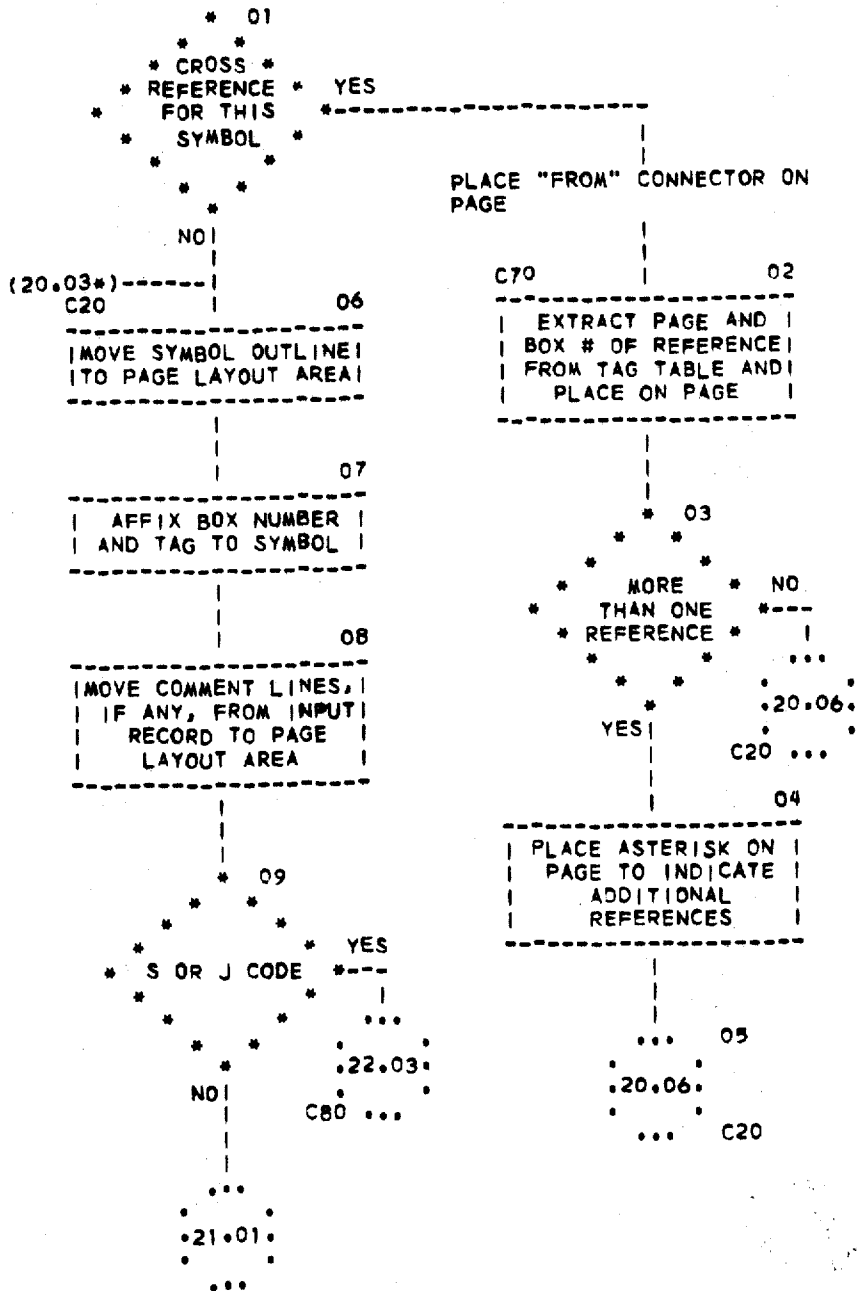 01
CROSS
REFERENCE
FOR THIS
SYMBOL
YES
NO
(20.03*)
C20
06
MOVE SYMBOL OUTLINE
TO PAGE LAYOUT AREA
07
AFFIX BOX NUMBER
AND TAG TO SYMBOL
08
MOVE COMMENT LINES,
IF ANY, FROM INPUT
RECORD TO PAGE
LAYOUT AREA
09
S OR J CODE
YES
22.03
C80
NO
21.01
PLACE "FROM" CONNECTOR ON
PAGE
C70
02
EXTRACT PAGE AND
BOX # OF REFERENCE
FROM TAG TABLE AND
PLACE ON PAGE
03
MORE
THAN ONE
REFERENCE
NO
20.06
C20
YES
04
PLACE ASTERISK ON
PAGE TO INDICATE
ADDITIONAL
REFERENCES
05
20.06
C20